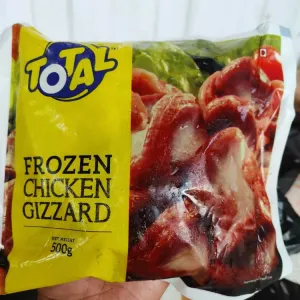 TOTAL
FROZEN
CHICKEN
GIZZARD
NET WEIGHT
500g